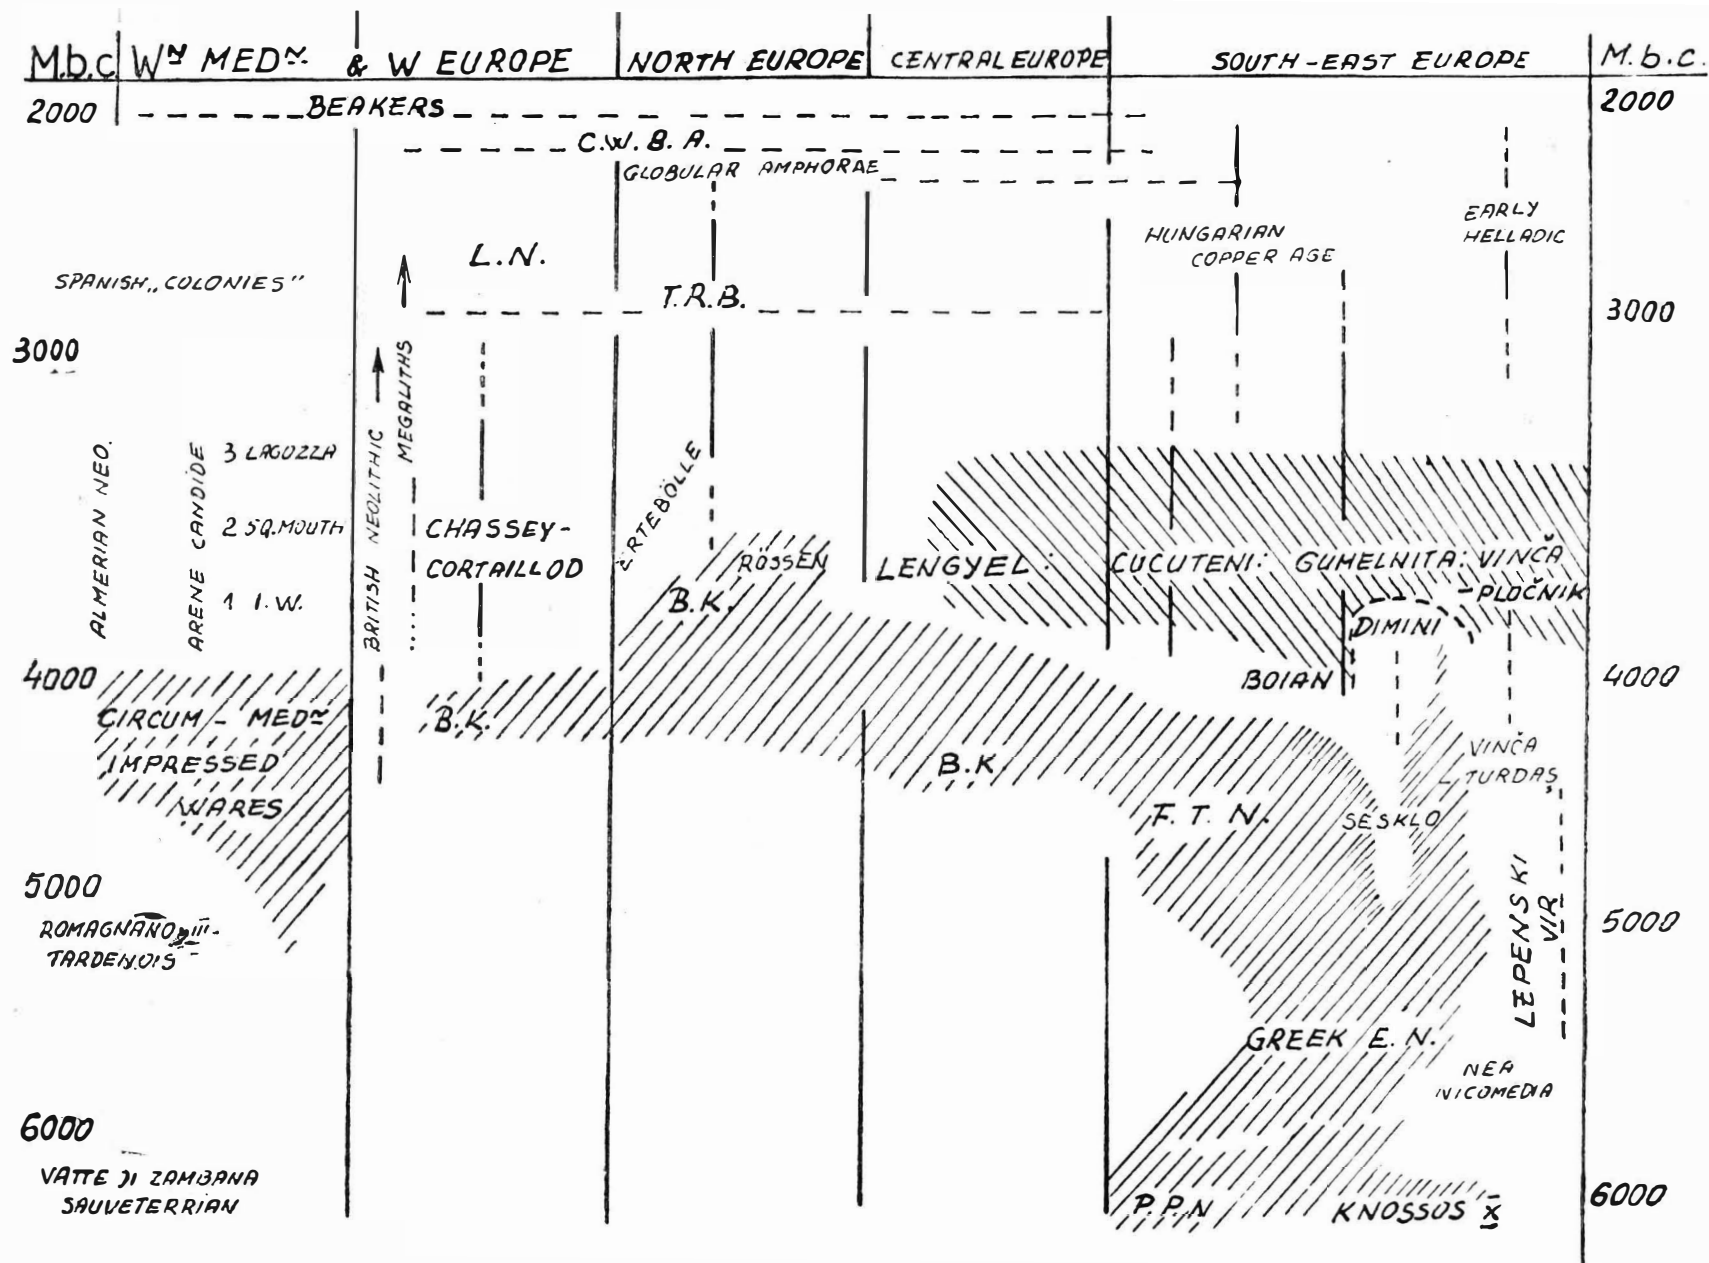 M.b.c WN MEDN. & W EUROPE NORTH EUROPE CENTRAL EUROPE SOUTH-EAST EUROPE M.b.c.
2000 BEAKERS 2000
C.W.B.A.
GLOBULAR AMPHORAE
EARLY
HELLADIC
HUNGARIAN
COPPER AGE
L.N.
SPANISH „COLONIES"
T.R.B.
3000
3000
MEGALITHS
BRITISH NEOLITHIC
ALMERIAN NEO.
ARENE CANDIDE
3 LAGOZZA
2 SQ.MOUTH
1 I.W.
CHASSEY-
CORTAILLOD
ERTEBÖLLE
RÖSSEN
B.K.
LENGYEL: CUCUTENI: GUMELNITA: VINČA
- PLOČNIK
DIMINI
BOIAN
4000
4000
CIRCUM-MEDN
IMPRESSED
WARES
B.K.
B.K
VINČA
TURDAŞ
F.T.N.
SESKLO
LEPENSKI
VIR
5000
5000
ROMAGNANO III-
TARDENOIS
GREEK E.N.
NEA
NICOMEDIA
6000
VATTE DI ZAMBANA
SAUVETERRIAN
P.P.N
KNOSSOS X
6000